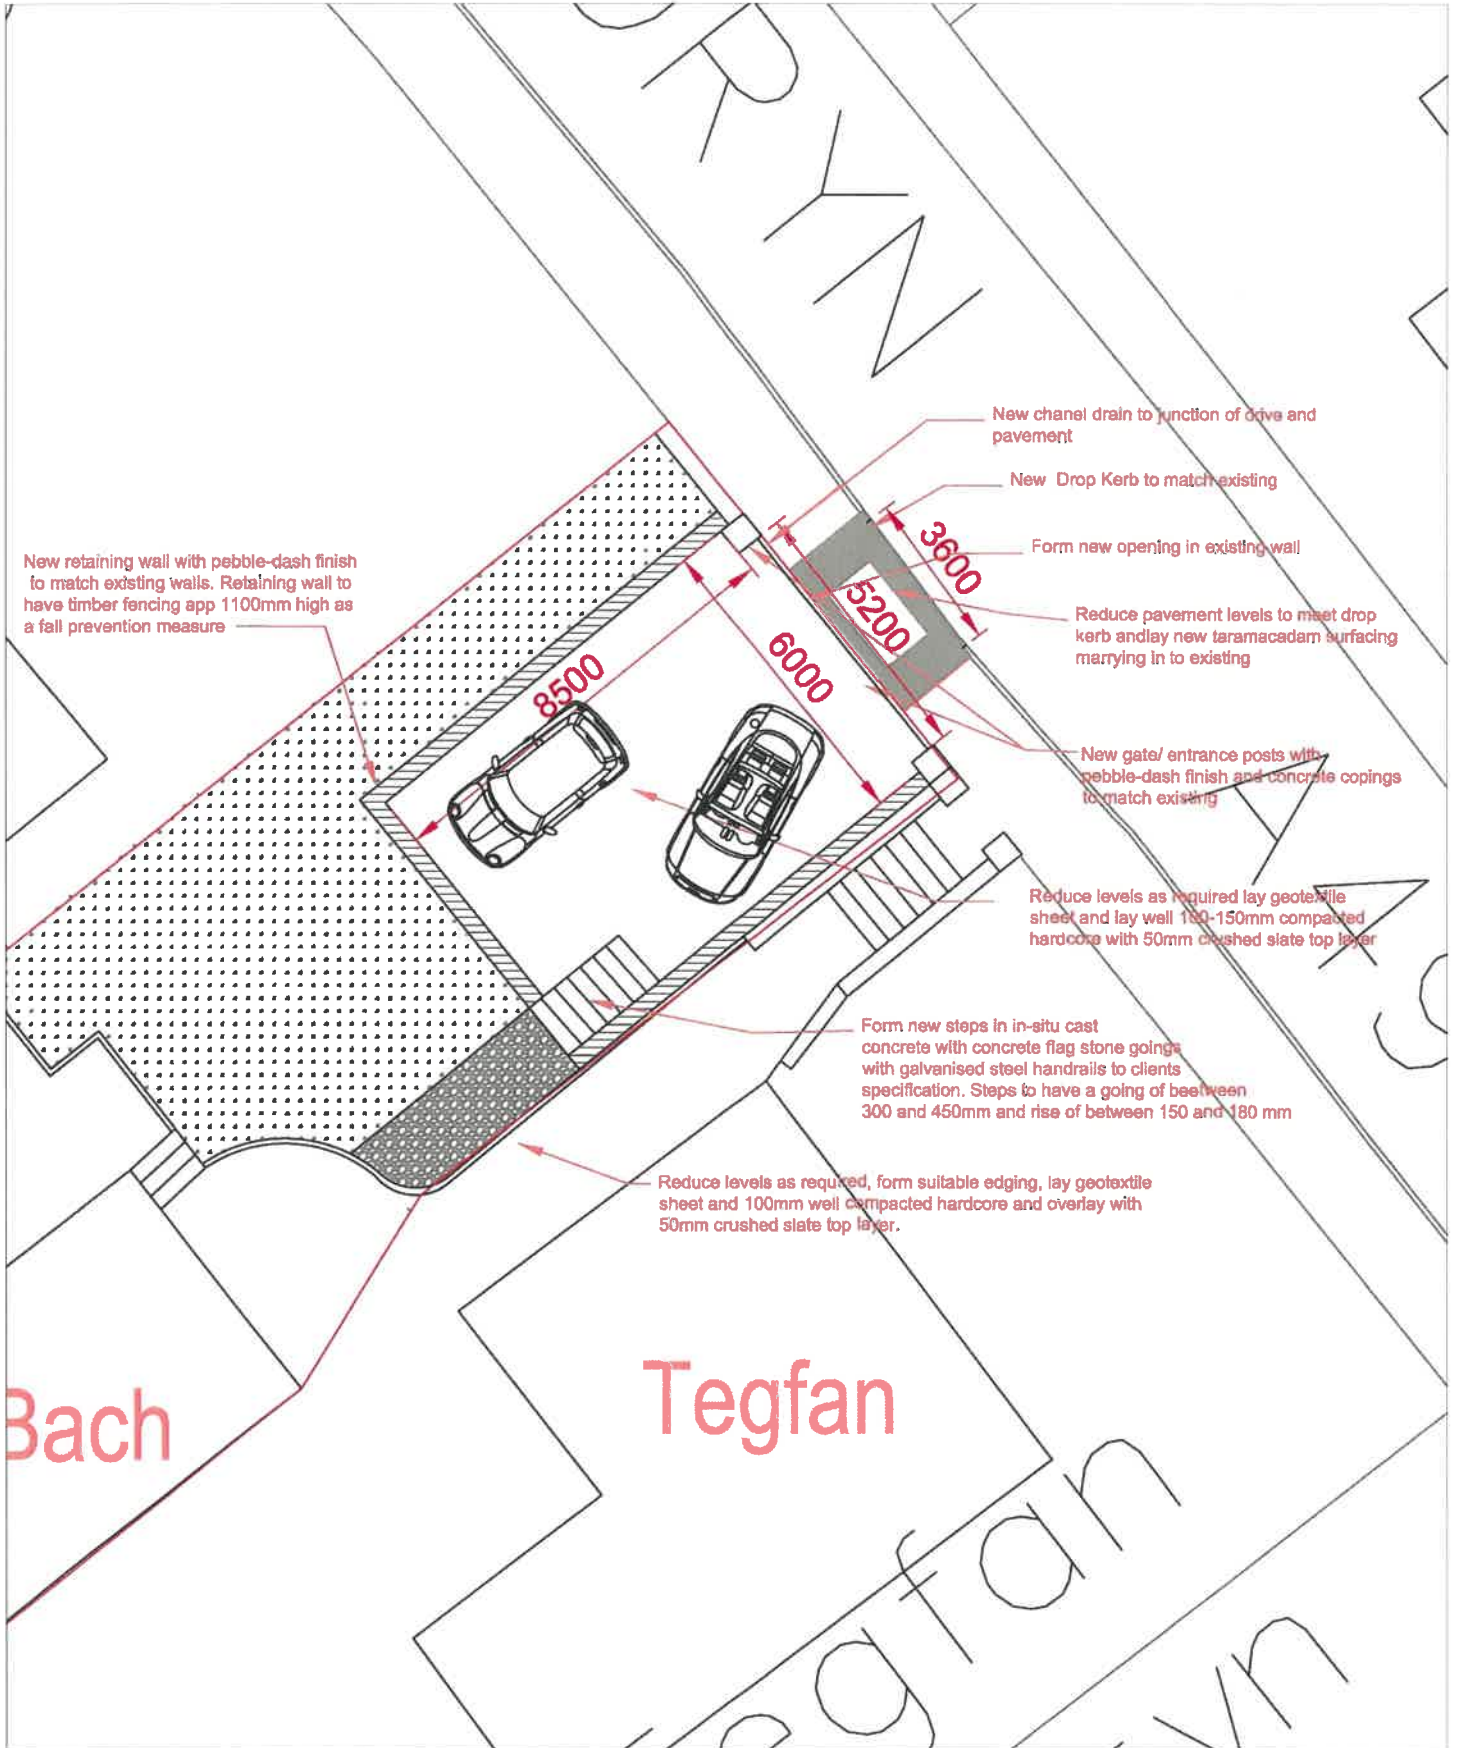 BRYN
New chanel drain to junction of drive and
pavement
New Drop Kerb to match existing
Form new opening in existing wall
3600
5200
6000
8500
Reduce pavement levels to meet drop
kerb andlay new taramacadam surfacing
marrying in to existing
New retaining wall with pebble-dash finish
to match existing walls. Retaining wall to
have timber fencing app 1100mm high as
a fall prevention measure
New gate/ entrance posts with
pebble-dash finish and concrete copings
to match existing
Reduce levels as required lay geotextile
sheet and lay well 100-150mm compacted
hardcore with 50mm crushed slate top layer
Form new steps in in-situ cast
concrete with concrete flag stone goings
with galvanised steel handrails to clients
specification. Steps to have a going of beetween
300 and 450mm and rise of between 150 and 180 mm
Reduce levels as required, form suitable edging, lay geotextile
sheet and 100mm well compacted hardcore and overlay with
50mm crushed slate top layer.
Bach
Tegfan
egfan
yn